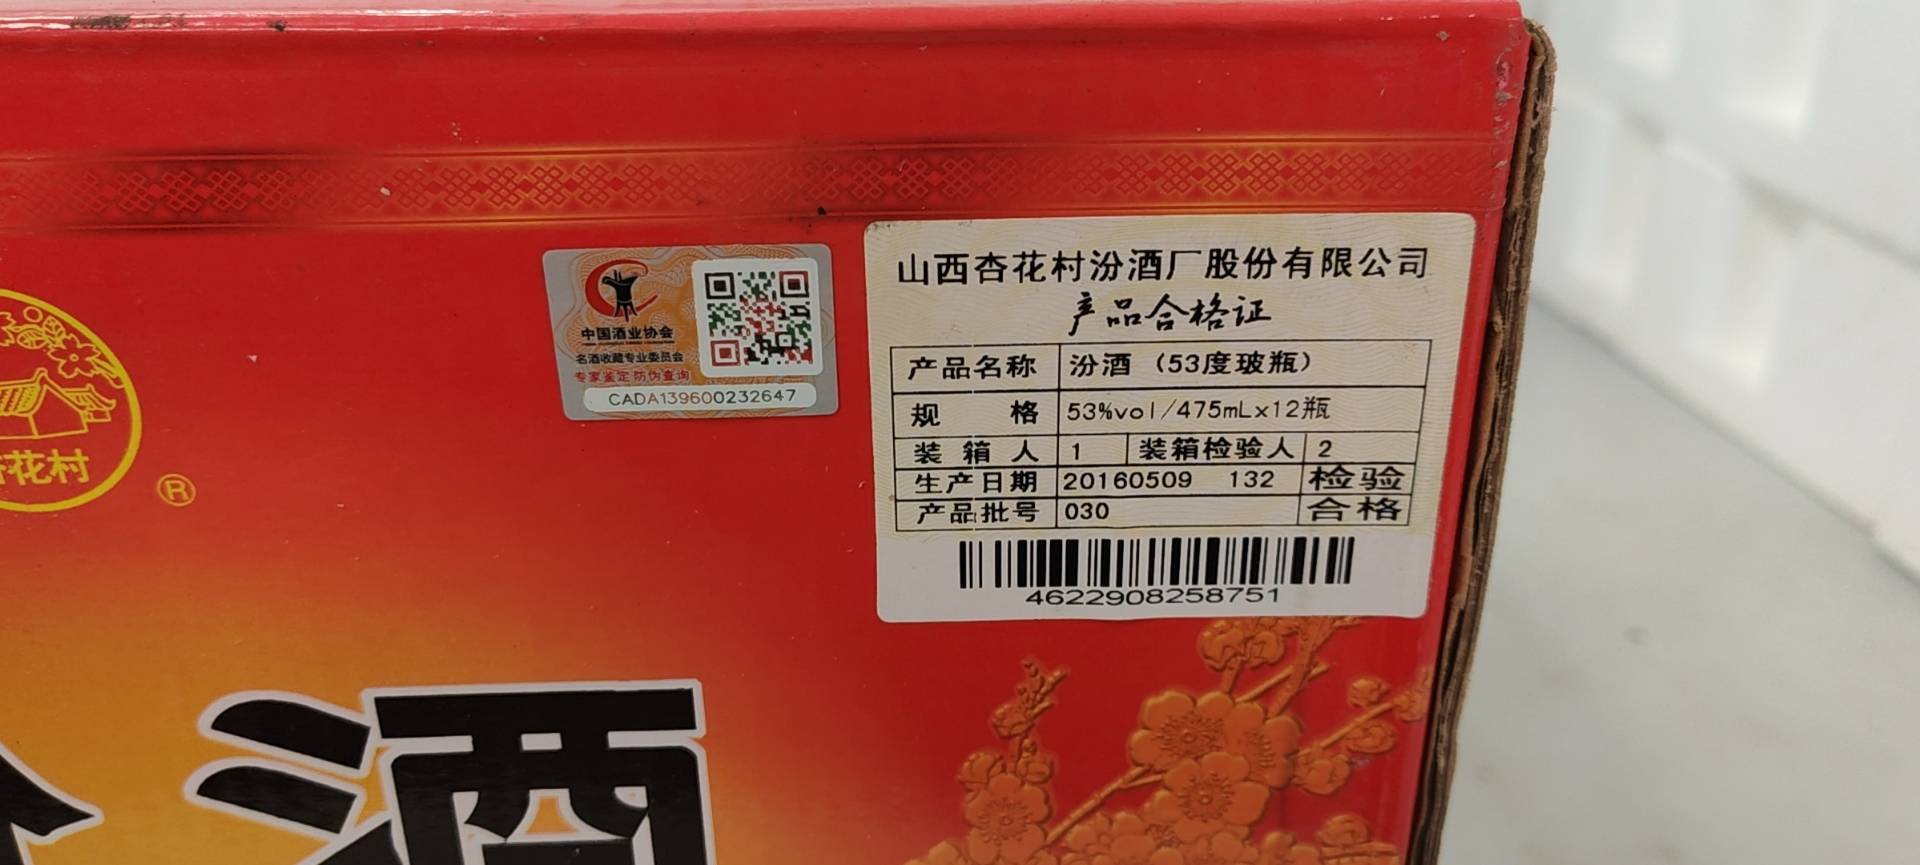 杏花村
®
中国酒业协会
名酒收藏专业委员会
专家鉴定 防伪查询
CADA139600232647
山西杏花村汾酒厂股份有限公司
产品合格证
产品名称 汾酒（53度玻瓶）
规 格 53%vol/475mLx12瓶
装箱人 1 装箱检验人 2
生产日期 20160509 132 检验
产品批号 030 合格
4622908258751
酒